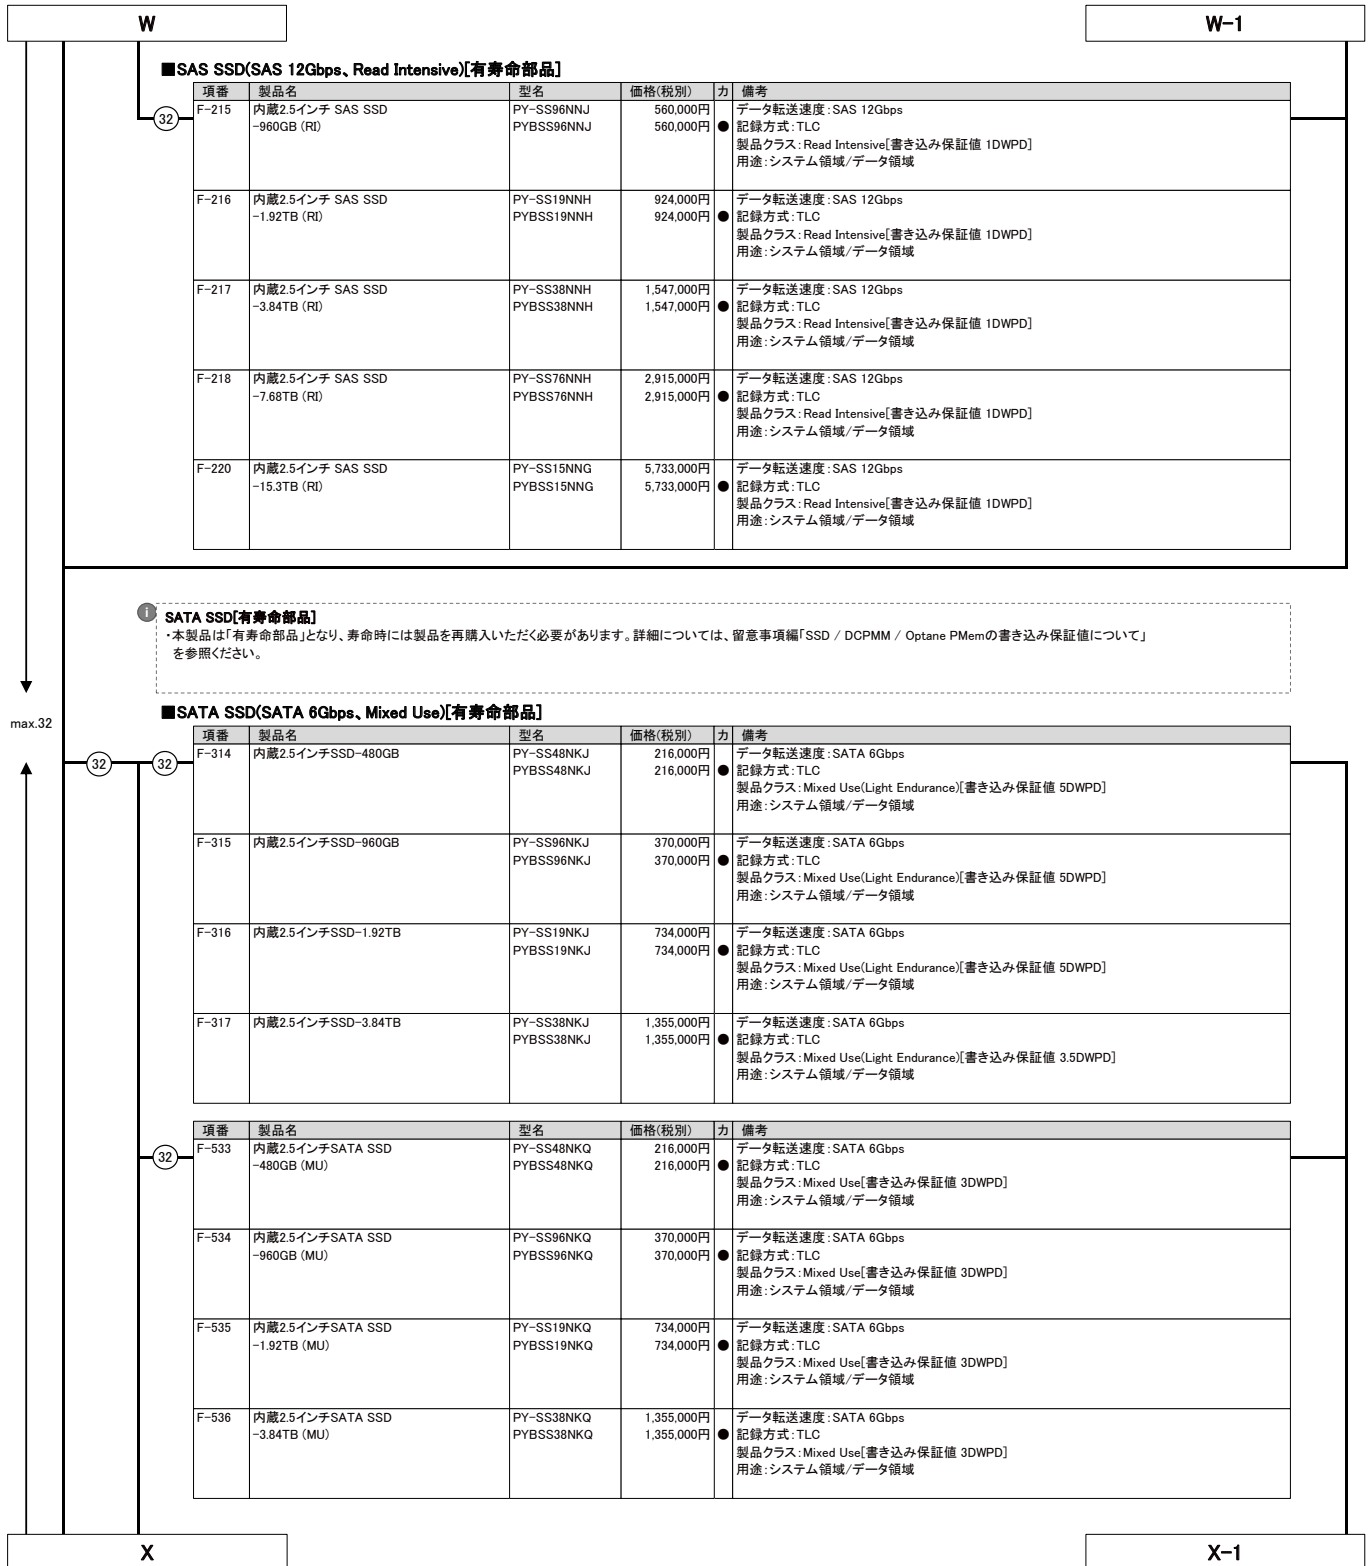 W
W-1
■SAS SSD(SAS 12Gbps、Read Intensive)[有寿命部品]
項番 製品名 型名 価格(税別) カ 備考
32
F-215 内蔵2.5インチ SAS SSD PY-SS96NNJ 560,000円 データ転送速度:SAS 12Gbps
-960GB (RI) PYBSS96NNJ 560,000円 ● 記録方式:TLC
製品クラス:Read Intensive[書き込み保証値 1DWPD]
用途:システム領域/データ領域
F-216 内蔵2.5インチ SAS SSD PY-SS19NNH 924,000円 データ転送速度:SAS 12Gbps
-1.92TB (RI) PYBSS19NNH 924,000円 ● 記録方式:TLC
製品クラス:Read Intensive[書き込み保証値 1DWPD]
用途:システム領域/データ領域
F-217 内蔵2.5インチ SAS SSD PY-SS38NNH 1,547,000円 データ転送速度:SAS 12Gbps
-3.84TB (RI) PYBSS38NNH 1,547,000円 ● 記録方式:TLC
製品クラス:Read Intensive[書き込み保証値 1DWPD]
用途:システム領域/データ領域
F-218 内蔵2.5インチ SAS SSD PY-SS76NNH 2,915,000円 データ転送速度:SAS 12Gbps
-7.68TB (RI) PYBSS76NNH 2,915,000円 ● 記録方式:TLC
製品クラス:Read Intensive[書き込み保証値 1DWPD]
用途:システム領域/データ領域
F-220 内蔵2.5インチ SAS SSD PY-SS15NNG 5,733,000円 データ転送速度:SAS 12Gbps
-15.3TB (RI) PYBSS15NNG 5,733,000円 ● 記録方式:TLC
製品クラス:Read Intensive[書き込み保証値 1DWPD]
用途:システム領域/データ領域
i SATA SSD[有寿命部品]
・本製品は「有寿命部品」となり、寿命時には製品を再購入いただく必要があります。詳細については、留意事項編「SSD / DCPMM / Optane PMemの書き込み保証値について」
を参照ください。
max.32
■SATA SSD(SATA 6Gbps、Mixed Use)[有寿命部品]
項番 製品名 型名 価格(税別) カ 備考
32 32
F-314 内蔵2.5インチSSD-480GB PY-SS48NKJ 216,000円 データ転送速度:SATA 6Gbps
PYBSS48NKJ 216,000円 ● 記録方式:TLC
製品クラス:Mixed Use(Light Endurance)[書き込み保証値 5DWPD]
用途:システム領域/データ領域
F-315 内蔵2.5インチSSD-960GB PY-SS96NKJ 370,000円 データ転送速度:SATA 6Gbps
PYBSS96NKJ 370,000円 ● 記録方式:TLC
製品クラス:Mixed Use(Light Endurance)[書き込み保証値 5DWPD]
用途:システム領域/データ領域
F-316 内蔵2.5インチSSD-1.92TB PY-SS19NKJ 734,000円 データ転送速度:SATA 6Gbps
PYBSS19NKJ 734,000円 ● 記録方式:TLC
製品クラス:Mixed Use(Light Endurance)[書き込み保証値 5DWPD]
用途:システム領域/データ領域
F-317 内蔵2.5インチSSD-3.84TB PY-SS38NKJ 1,355,000円 データ転送速度:SATA 6Gbps
PYBSS38NKJ 1,355,000円 ● 記録方式:TLC
製品クラス:Mixed Use(Light Endurance)[書き込み保証値 3.5DWPD]
用途:システム領域/データ領域
項番 製品名 型名 価格(税別) カ 備考
32
F-533 内蔵2.5インチSATA SSD PY-SS48NKQ 216,000円 データ転送速度:SATA 6Gbps
-480GB (MU) PYBSS48NKQ 216,000円 ● 記録方式:TLC
製品クラス:Mixed Use[書き込み保証値 3DWPD]
用途:システム領域/データ領域
F-534 内蔵2.5インチSATA SSD PY-SS96NKQ 370,000円 データ転送速度:SATA 6Gbps
-960GB (MU) PYBSS96NKQ 370,000円 ● 記録方式:TLC
製品クラス:Mixed Use[書き込み保証値 3DWPD]
用途:システム領域/データ領域
F-535 内蔵2.5インチSATA SSD PY-SS19NKQ 734,000円 データ転送速度:SATA 6Gbps
-1.92TB (MU) PYBSS19NKQ 734,000円 ● 記録方式:TLC
製品クラス:Mixed Use[書き込み保証値 3DWPD]
用途:システム領域/データ領域
F-536 内蔵2.5インチSATA SSD PY-SS38NKQ 1,355,000円 データ転送速度:SATA 6Gbps
-3.84TB (MU) PYBSS38NKQ 1,355,000円 ● 記録方式:TLC
製品クラス:Mixed Use[書き込み保証値 3DWPD]
用途:システム領域/データ領域
X
X-1